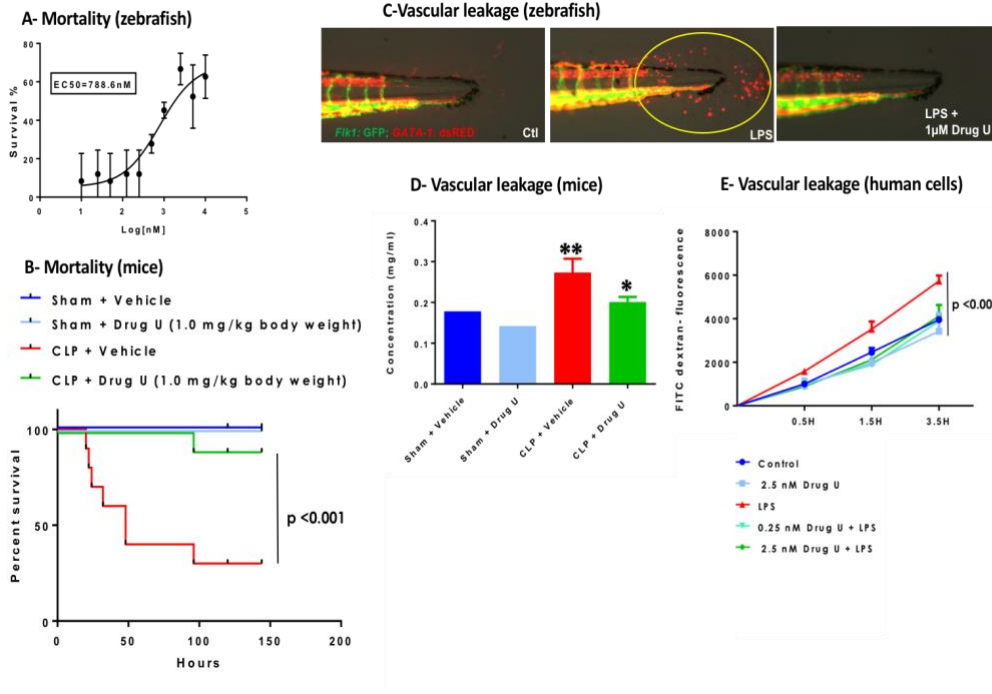 A- Mortality (zebrafish)
80
60
40
20
0
Survival %
EC50=788.6nM
0 1 2 3 4 5
Log[nM]
C-Vascular leakage (zebrafish)
Flk1: GFP; GATA-1: dsRED
Ctl
LPS
LPS +
1µM Drug U
B- Mortality (mice)
Sham + Vehicle
Sham + Drug U (1.0 mg/kg body weight)
CLP + Vehicle
CLP + Drug U (1.0 mg/kg body weight)
100
50
0
Percent survival
p <0.001
0 50 100 150 200
Hours
D- Vascular leakage (mice)
0.4
0.3
0.2
0.1
0.0
Concentration (mg/ml)
**
*
Sham + Vehicle
Sham + Drug U
CLP + Vehicle
CLP + Drug U
E- Vascular leakage (human cells)
8000
6000
4000
2000
0
FITC dextran- fluorescence
p <0.00
0.5H 1.5H 3.5H
Control
2.5 nM Drug U
LPS
0.25 nM Drug U + LPS
2.5 nM Drug U + LPS